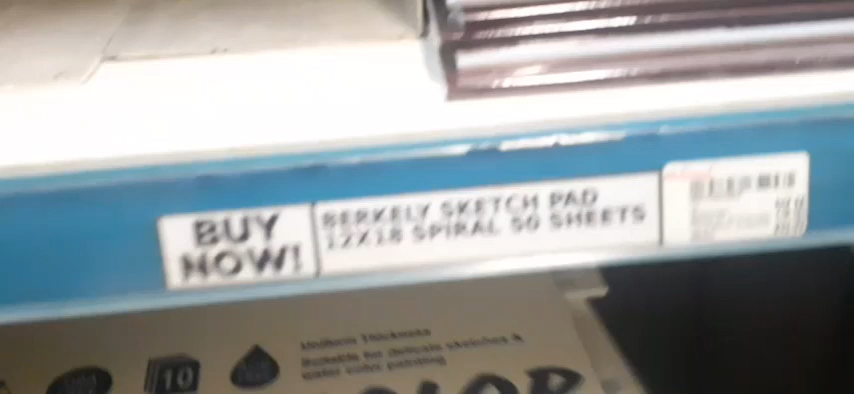 BUY
NOW!
BERKELY SKETCH PAD
12X18 SPIRAL 50 SHEETS
10
Uniform Thickness
Suitable for delicate sketches &
water color painting